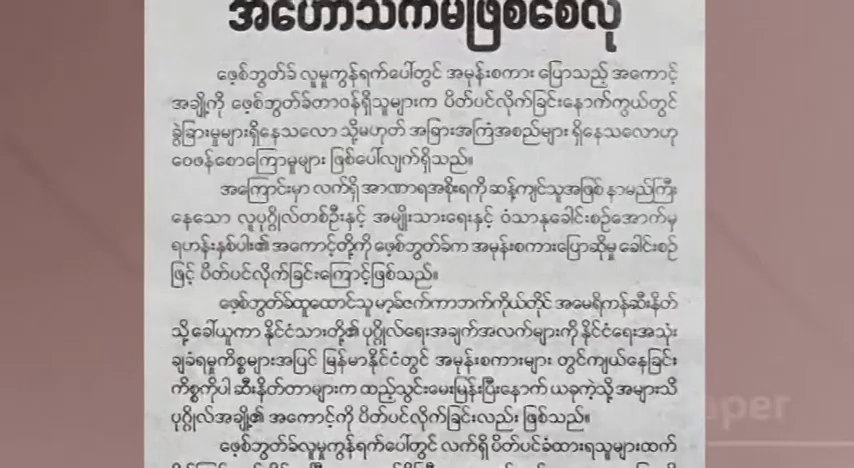 အဟောသိကံမဖြစ်စေလို
ဖေ့စ်ဘွတ်ခ် လူမှုကွန်ရက်ပေါ်တွင် အမုန်းစကား ပြောသည့် အကောင့်
အချို့ကို ဖေ့စ်ဘွတ်ခ်တာဝန်ရှိသူများက ပိတ်ပင်လိုက်ခြင်းနောက်ကွယ်တွင်
ခွဲခြားမှုများရှိနေသလော သို့မဟုတ် အခြားအကြံအစည်များ ရှိနေသလောဟု
ဝေဖန်စောကြောမှုများ ဖြစ်ပေါ်လျက်ရှိသည်။
အကြောင်းမှာ လက်ရှိ အာဏာရအစိုးရကို ဆန့်ကျင်သူအဖြစ် နာမည်ကြီး
နေသော လူပုဂ္ဂိုလ်တစ်ဦးနှင့် အမျိုးသားရေးနှင့် ဝံသာနုခေါင်းစဉ်အောက်မှ
ရဟန်းနှစ်ပါး၏ အကောင့်တို့ကို ဖေ့စ်ဘွတ်ခ်က အမုန်းစကားပြောဆိုမှု ခေါင်းစဉ်
ဖြင့် ပိတ်ပင်လိုက်ခြင်းကြောင့်ဖြစ်သည်။
ဖေ့စ်ဘွတ်ခ်ထူထောင်သူ မာ့ခ်ဇက်ကာဘက်ကိုယ်တိုင် အမေရိကန်ဆီးနိတ်
သို့ ခေါ်ယူကာ နိုင်ငံသားတို့၏ ပုဂ္ဂိုလ်ရေးအချက်အလက်များကို နိုင်ငံရေးအသုံး
ချခံရမှုကိစ္စများအပြင် မြန်မာနိုင်ငံတွင် အမုန်းစကားများ တွင်ကျယ်နေခြင်း
ကိစ္စကိုပါ ဆီးနိတ်တာများက ထည့်သွင်းမေးမြန်းပြီးနောက် ယခုကဲ့သို့ အများသိ
ပုဂ္ဂိုလ်အချို့၏ အကောင့်ကို ပိတ်ပင်လိုက်ခြင်းလည်း ဖြစ်သည်။
ဖေ့စ်ဘွတ်ခ်လူမှုကွန်ရက်ပေါ်တွင် လက်ရှိ ပိတ်ပင်ခံထားရသူများထက်